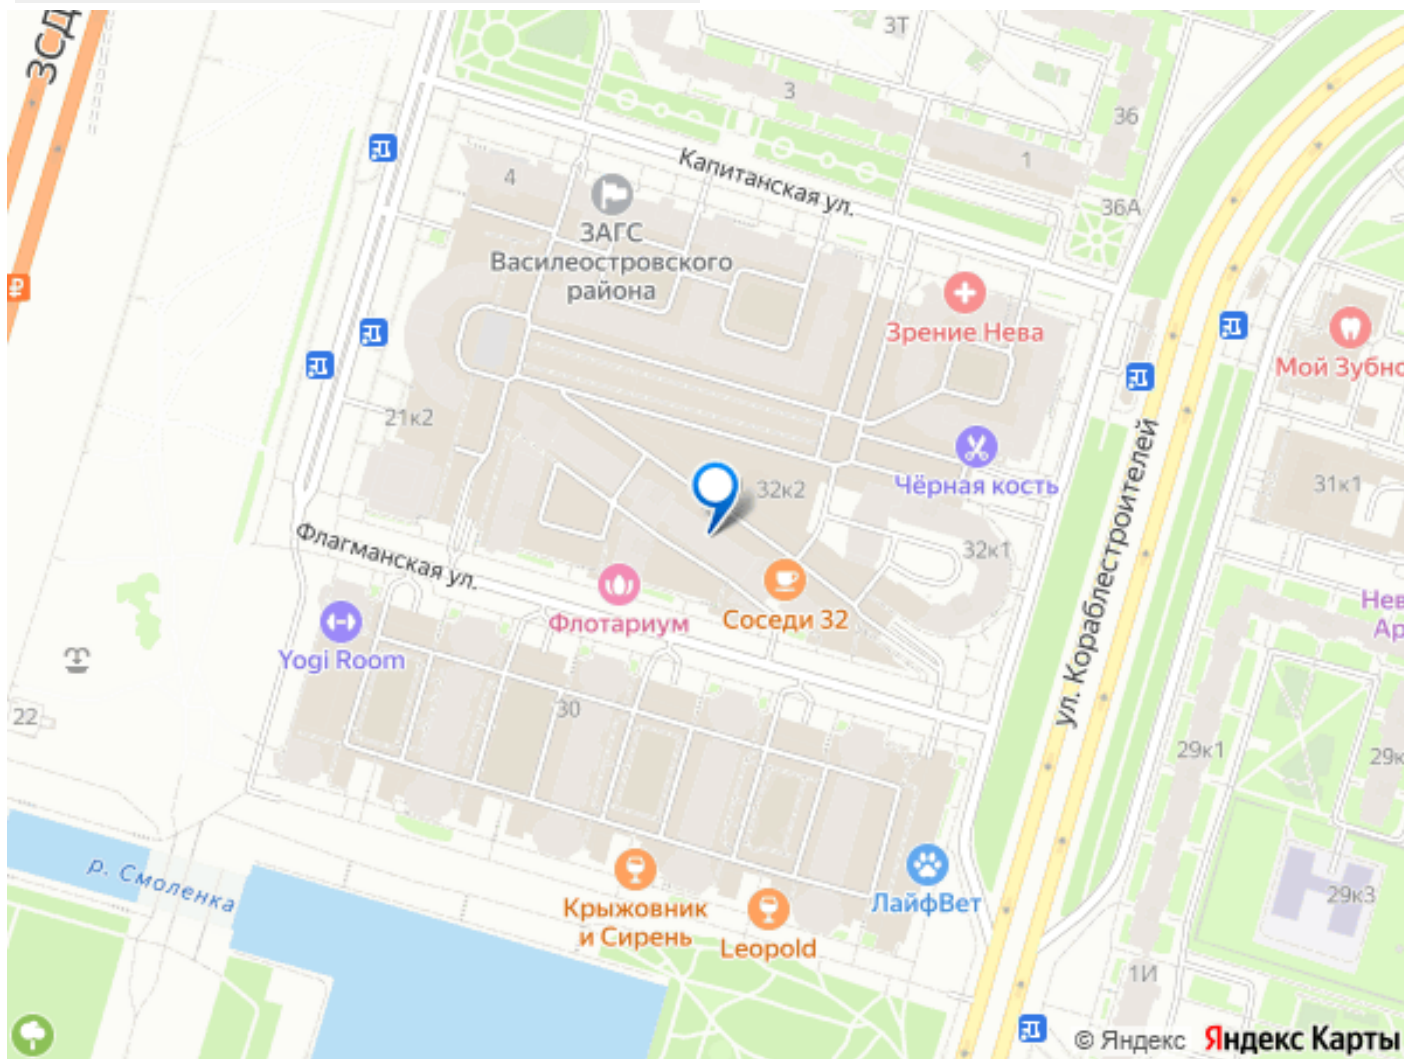 ЗСД
3Т
3
36
Капитанская ул.
1
4
36А
ЗАГС
Василеостровского
района
₽
Зрение Нева
Мой Зубно
21к2
Чёрная кость
32к2
31к1
Флагманская ул.
32к1
ул. Кораблестроителей
Флотариум
Соседи 32
Нев
Ар
Yogi Room
22
30
29к1
29к
р. Смоленка
ЛайфВет
29к3
Крыжовник
и Сирень
Leopold
1И
© Яндекс Яндекс Карты